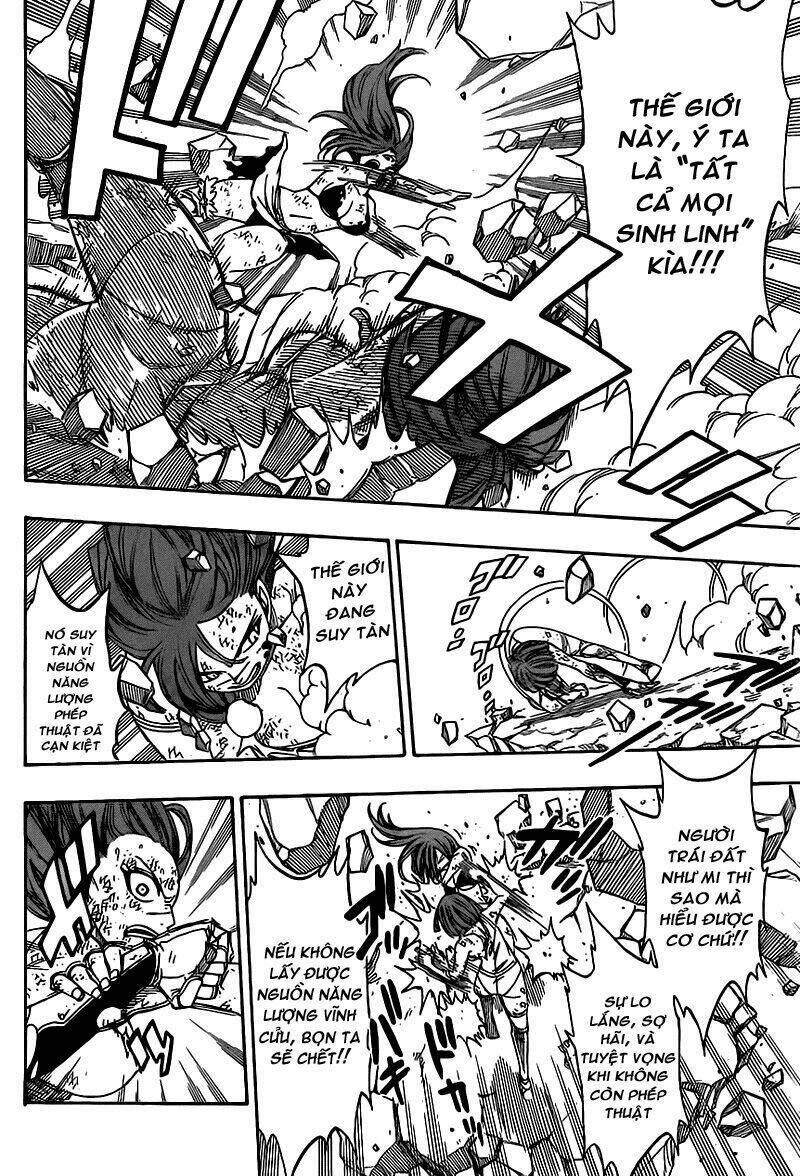 THẾ GIỚI
NÀY, Ý TA
LÀ "TẤT
CẢ MỌI
SINH LINH"
KÌA!!!
THẾ GIỚI
NÀY
ĐANG
SUY TÀN
NÓ SUY
TÀN VÌ
NGUỒN
NĂNG
LƯỢNG
PHÉP
THUẬT ĐÃ
CẠN KIỆT
NGƯỜI
TRÁI ĐẤT
NHƯ MI THÌ
SAO MÀ
HIỂU ĐƯỢC
CƠ CHỨ!!
SỰ LO
LẮNG, SỢ
HÃI, VÀ
TUYỆT VỌNG
KHI KHÔNG
CÒN PHÉP
THUẬT
NẾU KHÔNG
LẤY ĐƯỢC
NGUỒN NĂNG
LƯỢNG VĨNH
CỬU, BỌN TA
SẼ CHẾT!!